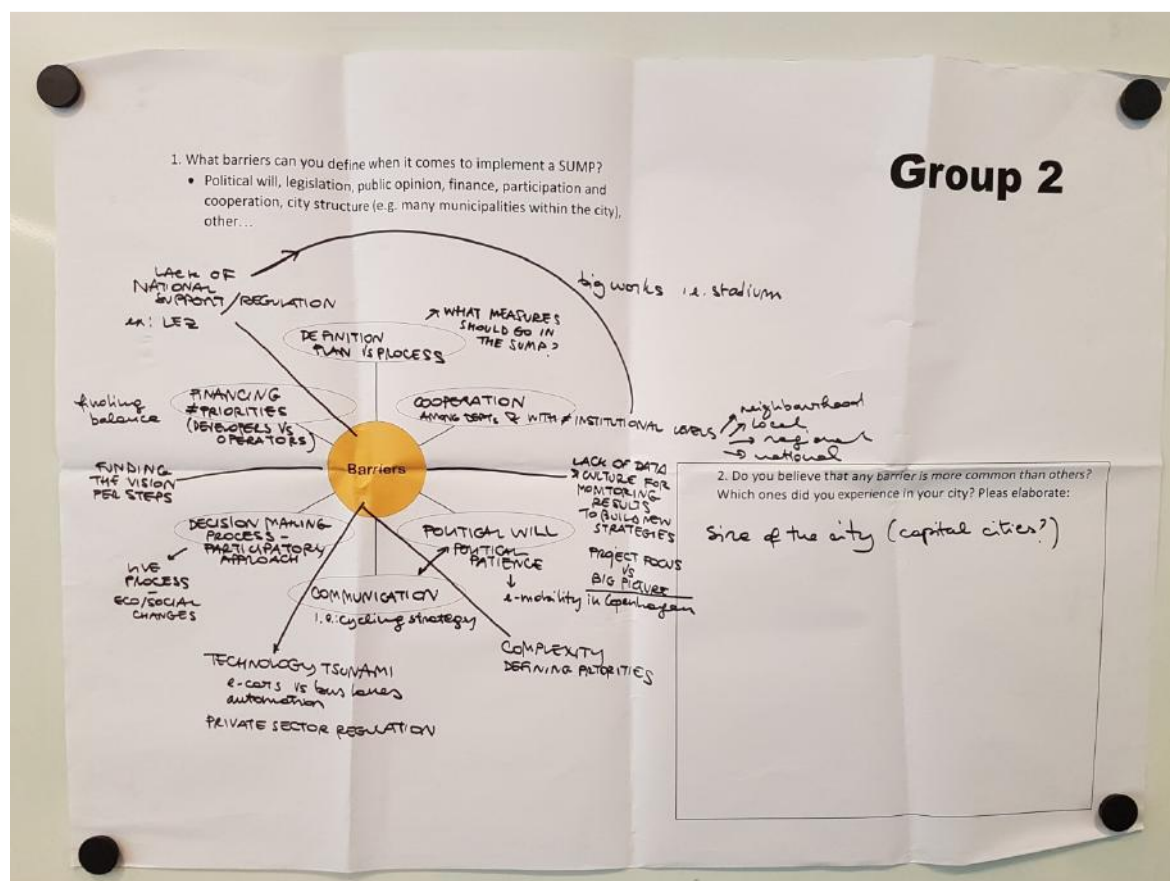 Group 2
1. What barriers can you define when it comes to implement a SUMP?
• Political will, legislation, public opinion, finance, participation and
cooperation, city structure (e.g. many municipalities within the city),
other...
LACK OF
NATIONAL
SUPPORT/REGULATION
ex: LEZ
big works i.e. stadium
DEFINITION
PLAN VS PROCESS
WHAT MEASURES
SHOULD GO IN
THE SUMP?
finding
balance
FINANCING
≠ PRIORITIES
(DEVELOPERS VS
OPERATORS)
COOPERATION
AMONG DEPTs & WITH ≠ INSTITUTIONAL LEVELS
neighbourhood
local
regional
national
Barriers
FUNDING
THE VISION
PER STEPS
LACK OF DATA
CULTURE FOR
MONITORING
RESULTS
TO BUILD NEW
STRATEGIES
PROJECT FOCUS
VS
BIG PICTURE
DECISION MAKING
PROCESS -
PARTICIPATORY
APPROACH
LIVE
PROCESS
-
ECO/SOCIAL
CHANGES
POLITICAL WILL
POLITICAL
PATIENCE
e-mobility in Copenhagen
COMMUNICATION
i.e: cycling strategy
TECHNOLOGY TSUNAMI
e-cars vs bus lanes
automation
PRIVATE SECTOR REGULATION
COMPLEXITY
DEFINING PRIORITIES
2. Do you believe that any barrier is more common than others?
Which ones did you experience in your city? Pleas elaborate:
Size of the city (capital cities?)